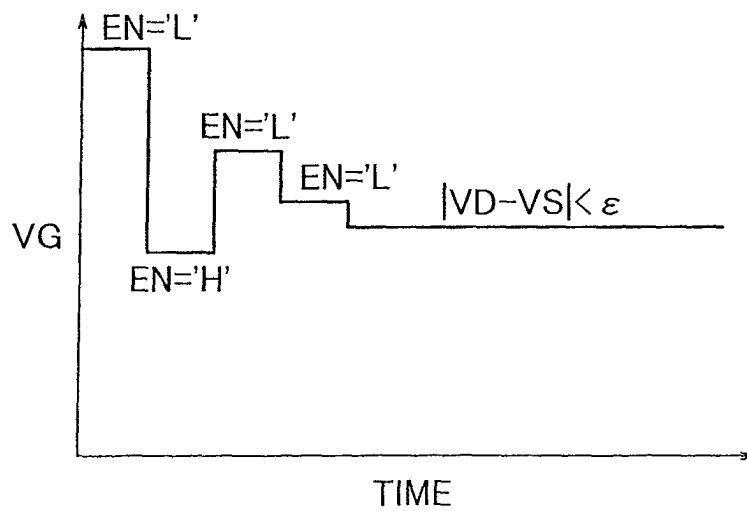 EN='L'
EN='L'
EN='L'
|VD-VS|< ε
VG
EN='H'
TIME